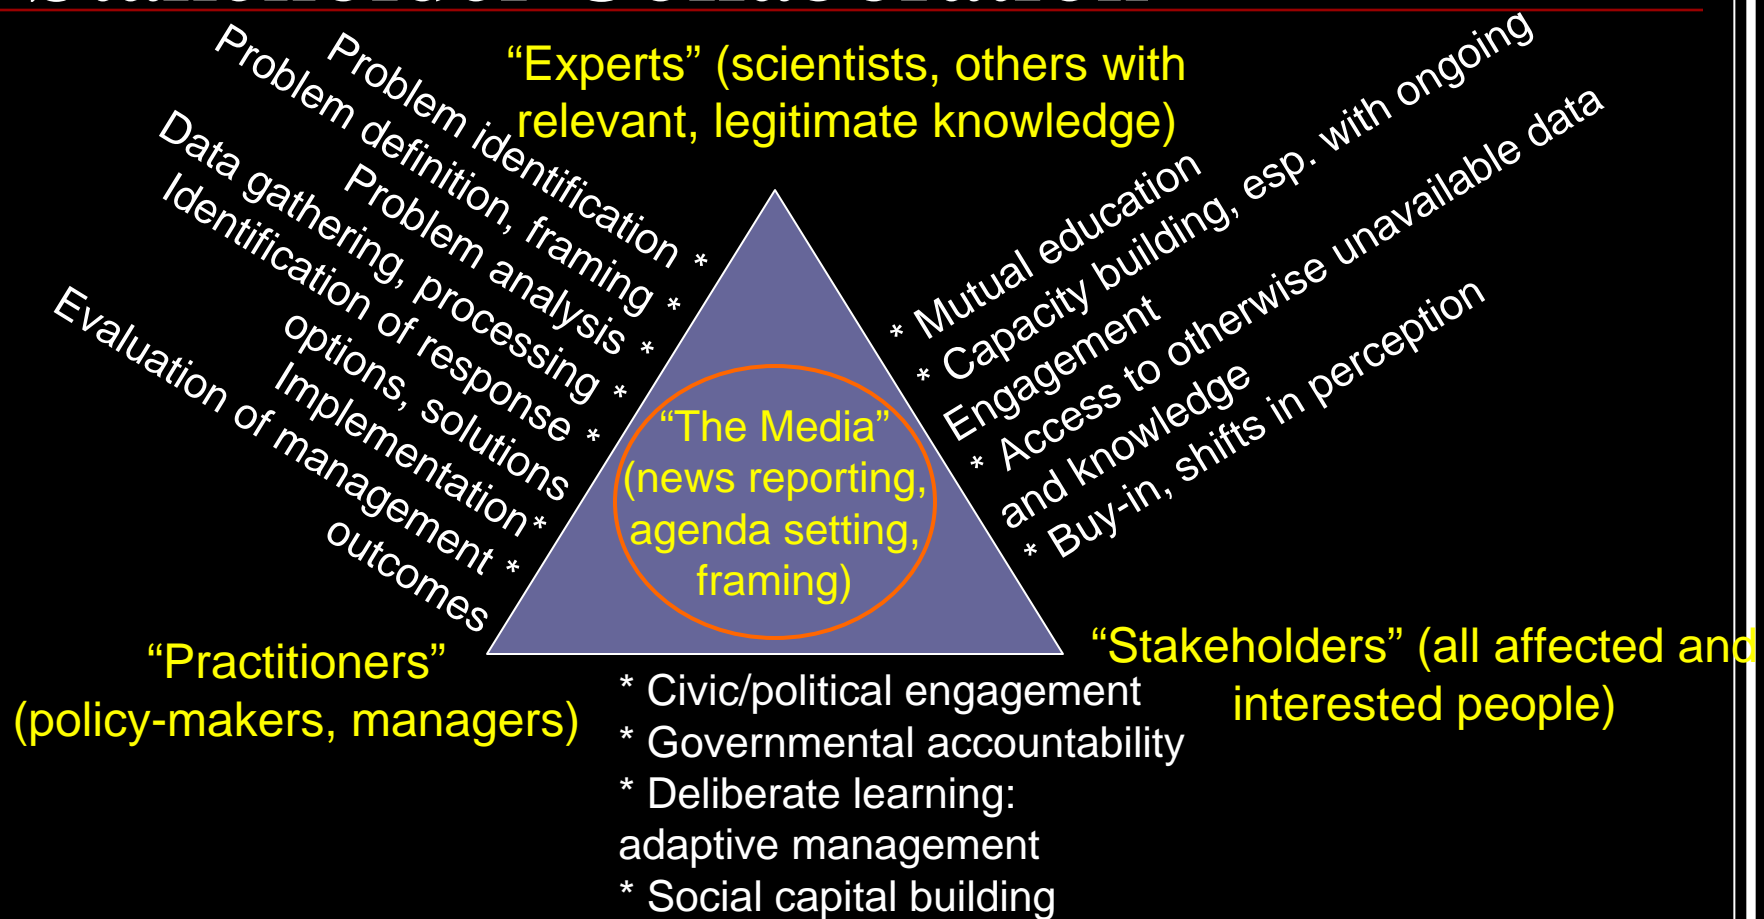 “Experts” (scientists, others with
relevant, legitimate knowledge)
Problem identification *
Problem definition, framing *
Problem analysis *
Data gathering, processing *
Identification of response *
options, solutions
Implementation*
Evaluation of management *
outcomes
* Mutual education
* Capacity building, esp. with ongoing
Engagement
* Access to otherwise unavailable data
and knowledge
* Buy-in, shifts in perception
“The Media”
(news reporting,
agenda setting,
framing)
“Practitioners”
(policy-makers, managers)
“Stakeholders” (all affected and
interested people)
* Civic/political engagement
* Governmental accountability
* Deliberate learning:
adaptive management
* Social capital building